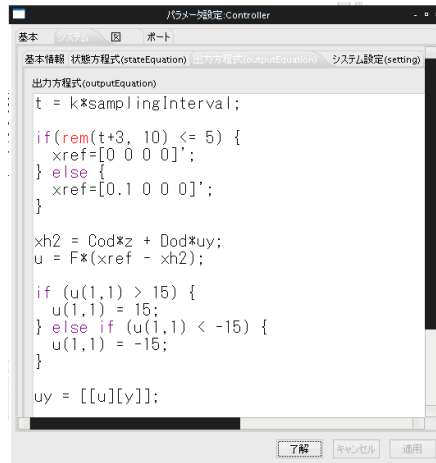 パラメータ設定:Controller
基本 システム 図 ポート
基本情報 状態方程式(stateEquation) 出力方程式(outputEquation) システム設定(setting)
出力方程式(outputEquation)
t = k*samplingInterval;
if(rem(t+3, 10) <= 5) {
xref=[0 0 0 0]';
} else {
xref=[0.1 0 0 0]';
}
xh2 = Cod*z + Dod*uy;
u = F*(xref - xh2);
if (u(1,1) > 15) {
u(1,1) = 15;
} else if (u(1,1) < -15) {
u(1,1) = -15;
}
uy = [[u][y]];
了解 キャンセル 適用